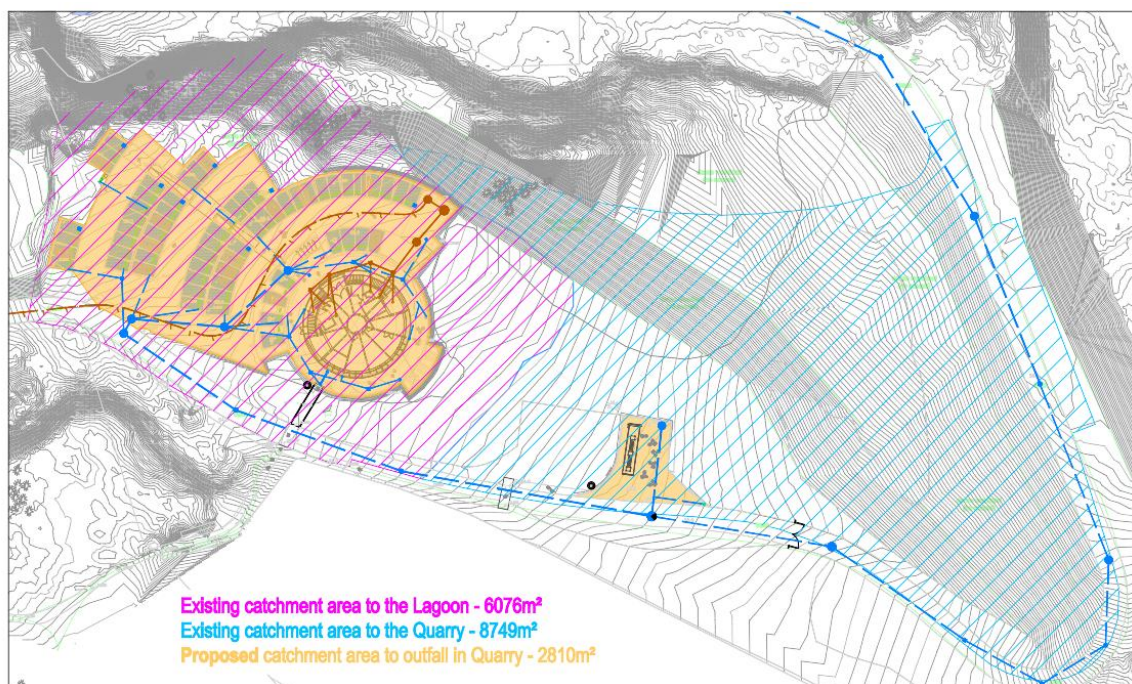 Existing catchment area to the Lagoon - 6076m²
Existing catchment area to the Quarry - 8749m²
Proposed catchment area to outfall in Quarry - 2810m²